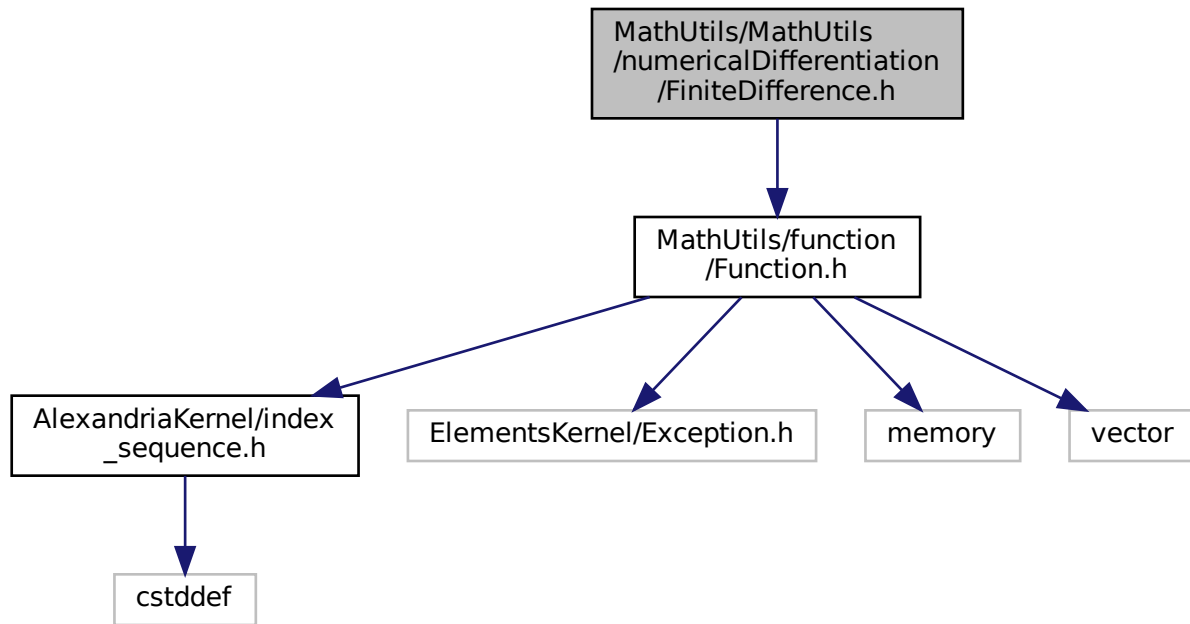 MathUtils/MathUtils
/numericalDifferentiation
/FiniteDifference.h
MathUtils/function
/Function.h
AlexandriaKernel/index
_sequence.h
ElementsKernel/Exception.h
memory
vector
cstddef